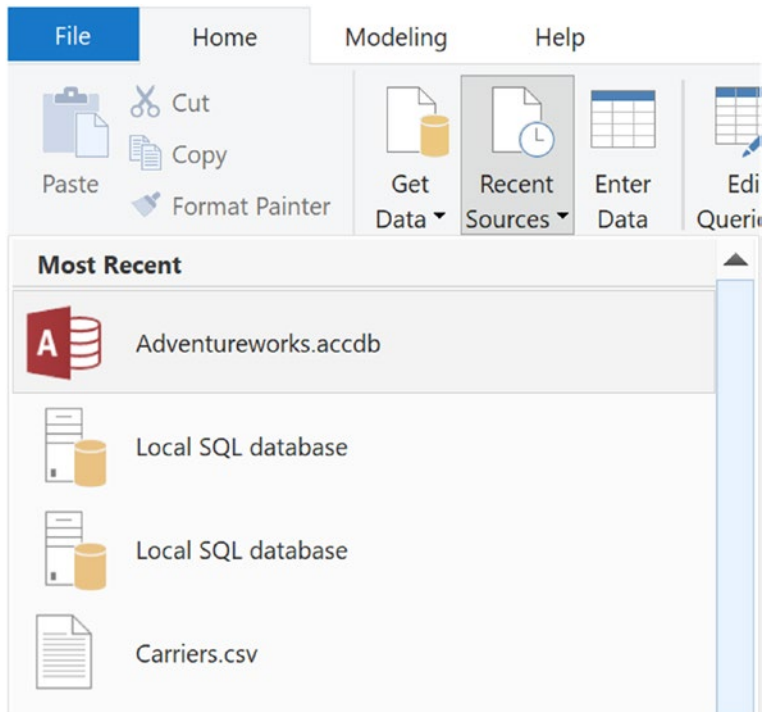 File Home Modeling Help
Cut
Copy
Paste
Format Painter
Get Data
Recent Sources
Enter Data
Most Recent
A
Adventureworks.accdb
Local SQL database
Local SQL database
Carriers.csv